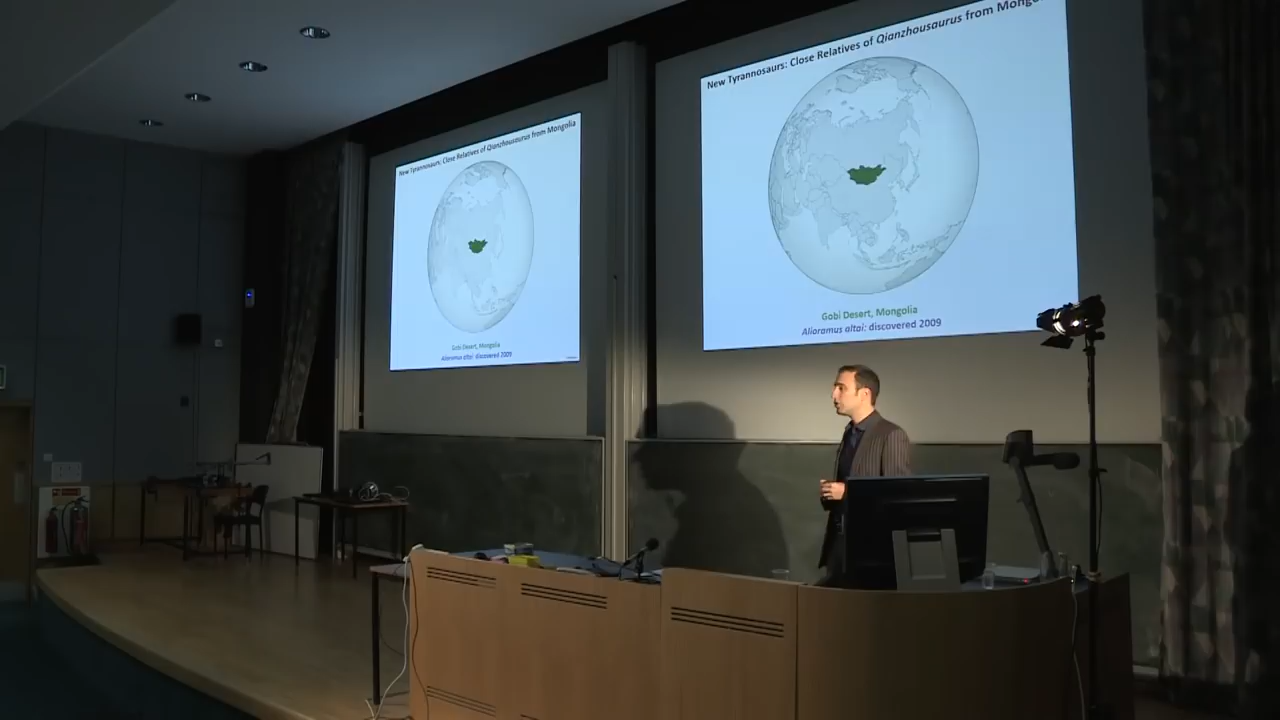 New Tyrannosaurs: Close Relatives of Qianzhousaurus from Mongolia
Gobi Desert, Mongolia
Alioramus altai: discovered 2009
New Tyrannosaurs: Close Relatives of Qianzhousaurus from Mongo
Gobi Desert, Mongolia
Alioramus altai: discovered 2009